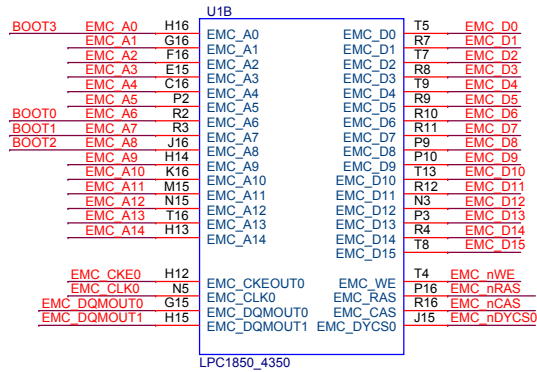 U1B
BOOT3 EMC_A0 H16 EMC_A0 EMC_D0 T5 EMC_D0
EMC_A1 G16 EMC_A1 EMC_D1 R7 EMC_D1
EMC_A2 F16 EMC_A2 EMC_D2 T7 EMC_D2
EMC_A3 E15 EMC_A3 EMC_D3 R8 EMC_D3
EMC_A4 C16 EMC_A4 EMC_D4 T9 EMC_D4
EMC_A5 P2 EMC_A5 EMC_D5 R9 EMC_D5
BOOT0 EMC_A6 R2 EMC_A6 EMC_D6 R10 EMC_D6
BOOT1 EMC_A7 R3 EMC_A7 EMC_D7 R11 EMC_D7
BOOT2 EMC_A8 J16 EMC_A8 EMC_D8 P9 EMC_D8
EMC_A9 H14 EMC_A9 EMC_D9 P10 EMC_D9
EMC_A10 K16 EMC_A10 EMC_D10 T13 EMC_D10
EMC_A11 M15 EMC_A11 EMC_D11 R12 EMC_D11
EMC_A12 N15 EMC_A12 EMC_D12 N3 EMC_D12
EMC_A13 T16 EMC_A13 EMC_D13 P3 EMC_D13
EMC_A14 H13 EMC_A14 EMC_D14 R4 EMC_D14
EMC_D15 T8 EMC_D15
EMC_CKE0 H12 EMC_CKEOUT0 EMC_WE T4 EMC_nWE
EMC_CLK0 N5 EMC_CLK0 EMC_RAS P16 EMC_nRAS
EMC_DQMOUT0 G15 EMC_DQMOUT0 EMC_CAS R16 EMC_nCAS
EMC_DQMOUT1 H15 EMC_DQMOUT1 EMC_DYCS0 J15 EMC_nDYCS0
LPC1850_4350